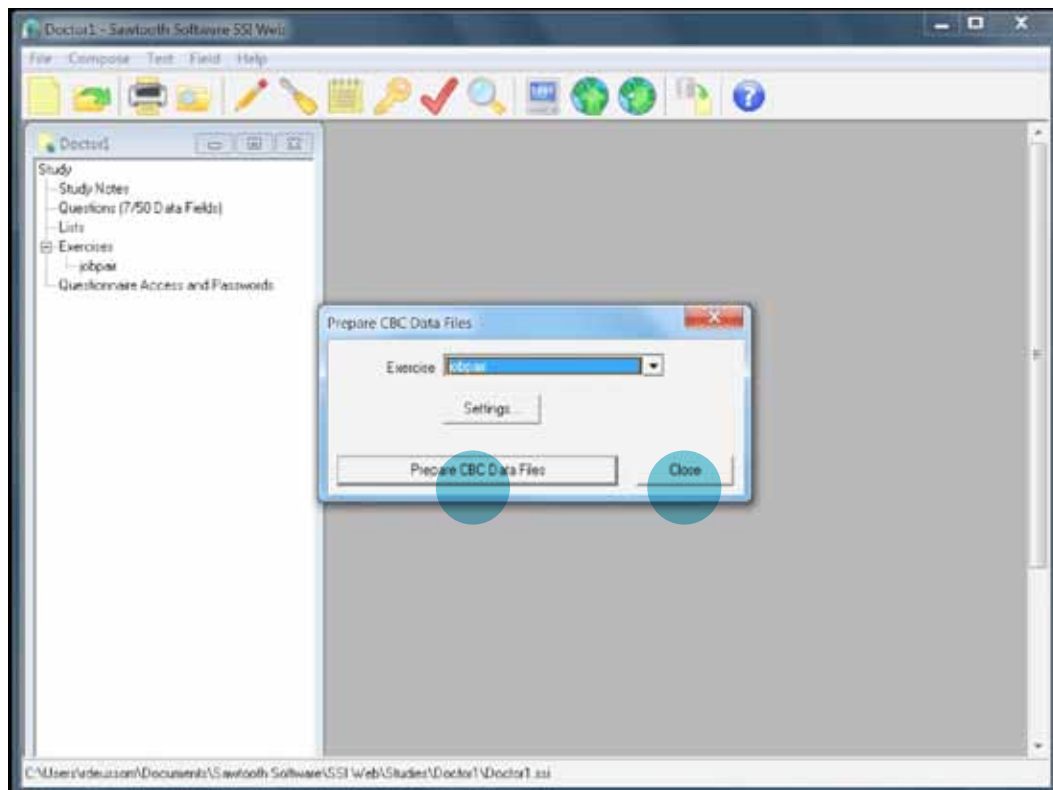 Doctor1 - Sawtooth Software SSI Web
File Compose Test Field Help
Doctor1
Study
Study Notes
Questions (7/50 Data Fields)
Lists
Exercises
jobpair
Questionnaire Access and Passwords
Prepare CBC Data Files
Exercise jobpair
Settings...
Prepare CBC Data Files Close
C:\Users\rdeussom\Documents\Sawtooth Software\SSI Web\Studies\Doctor1\Doctor1.ssi